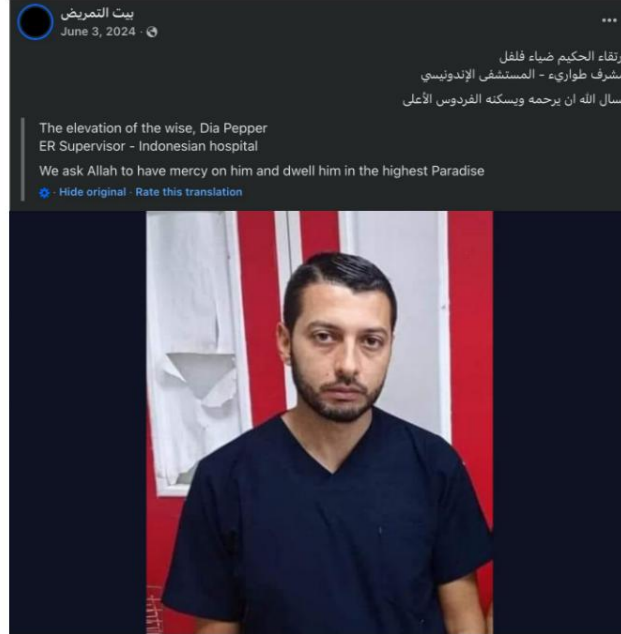 بيت التمريض
June 3, 2024 ·
رتقاء الحكيم ضياء فلفل
شرف طواريء - المستشفى الإندونيسي
سال الله ان يرحمه ويسكنه الفردوس الأعلى
The elevation of the wise, Dia Pepper
ER Supervisor - Indonesian hospital
We ask Allah to have mercy on him and dwell him in the highest Paradise
· Hide original · Rate this translation